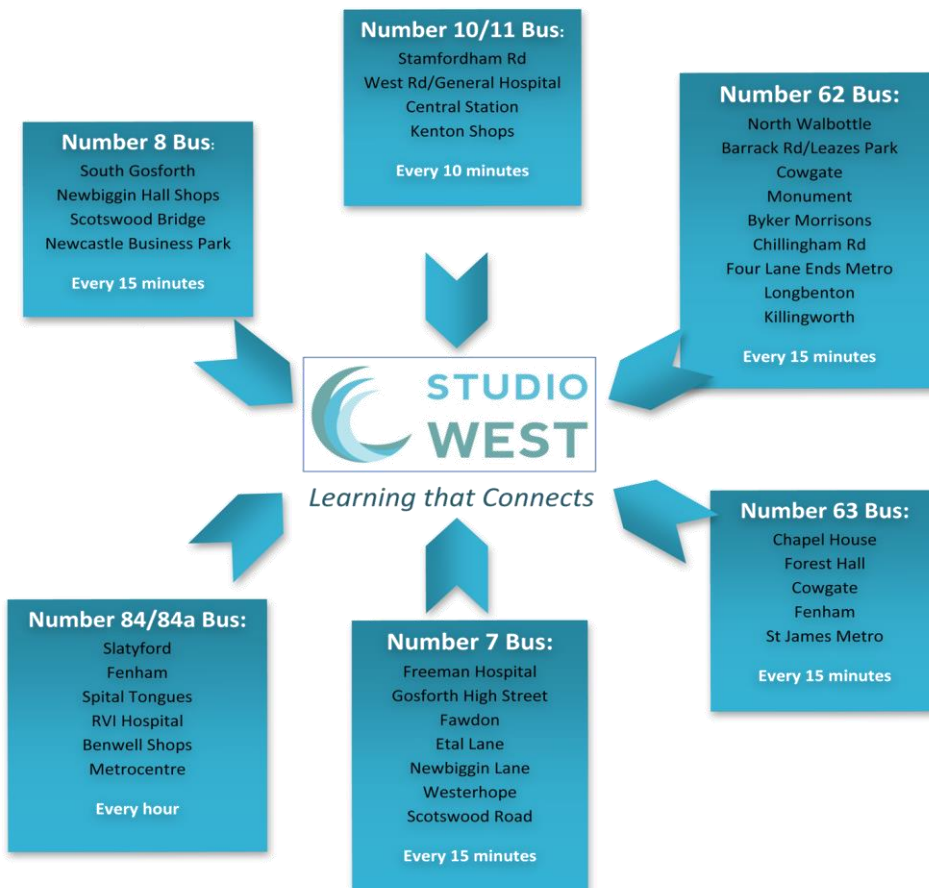 Number 10/11 Bus:
Stamfordham Rd
West Rd/General Hospital
Central Station
Kenton Shops
Every 10 minutes
Number 62 Bus:
North Walbottle
Barrack Rd/Leazes Park
Cowgate
Monument
Byker Morrisons
Chillingham Rd
Four Lane Ends Metro
Longbenton
Killingworth
Every 15 minutes
Number 8 Bus:
South Gosforth
Newbiggin Hall Shops
Scotswood Bridge
Newcastle Business Park
Every 15 minutes
STUDIO
WEST
Learning that Connects
Number 63 Bus:
Chapel House
Forest Hall
Cowgate
Fenham
St James Metro
Every 15 minutes
Number 84/84a Bus:
Slatyford
Fenham
Spital Tongues
RVI Hospital
Benwell Shops
Metrocentre
Every hour
Number 7 Bus:
Freeman Hospital
Gosforth High Street
Fawdon
Etal Lane
Newbiggin Lane
Westerhope
Scotswood Road
Every 15 minutes